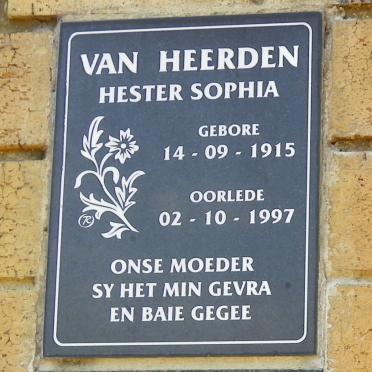 VAN HEERDEN
HESTER SOPHIA
GEBORE
14 - 09 - 1915
OORLEDE
02 - 10 - 1997
ONSE MOEDER
SY HET MIN GEVRA
EN BAIE GEGEE